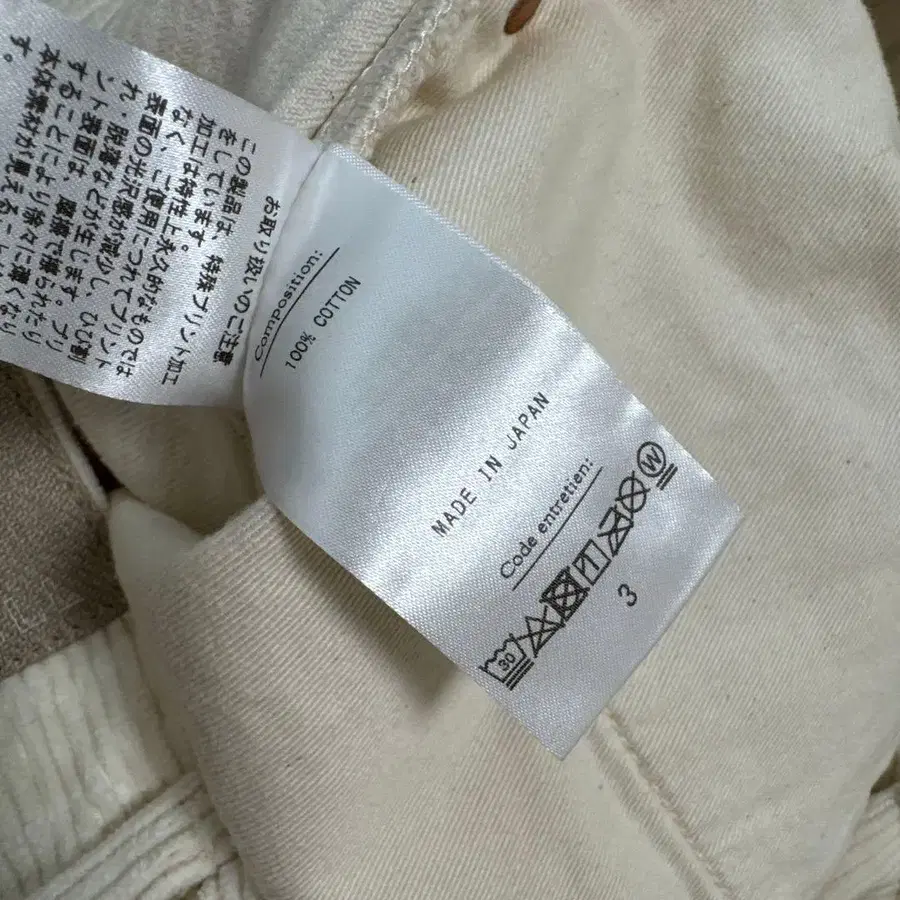 お取り扱いのご注意
この製品は、特殊プリント加工
をしています。
加工は特性上永久的なものでは
なく、ご使用につれてプリント
表面の光沢感が減少し、ひび割
れ、脱落などが生じます。プリ
ント表面は、摩擦で擦られたり
することにより徐々に薄くなり
本体素材が見えるこ
す。
Composition:
100% COTTON
MADE IN JAPAN
Code entretien:
30
W
3